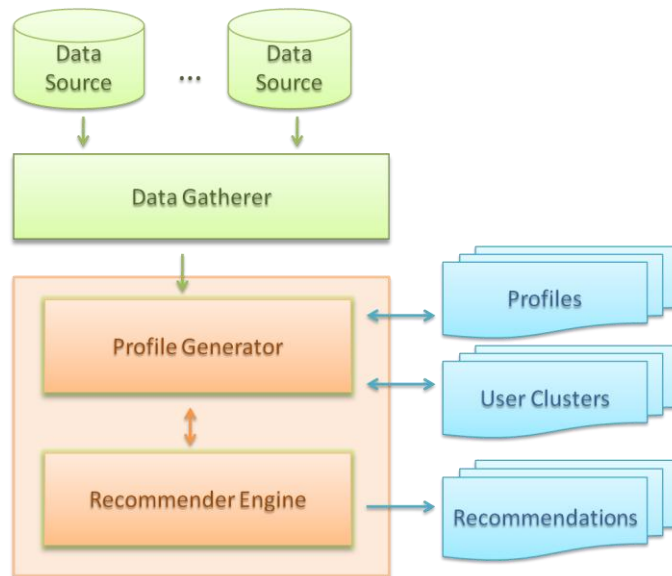 Data
Source
...
Data
Source
Data Gatherer
Profile Generator
Profiles
User Clusters
Recommender Engine
Recommendations